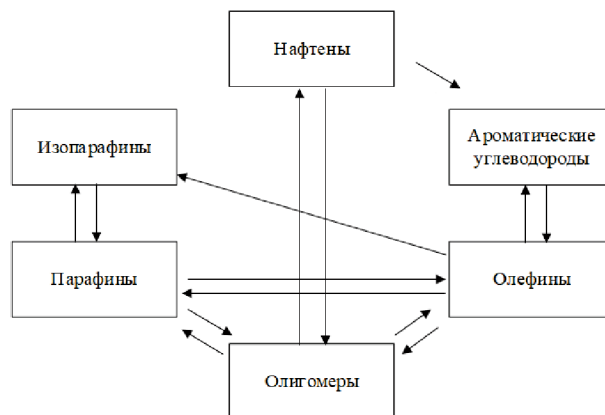 Нафтены
Изопарафины
Ароматические
углеводороды
Парафины
Олефины
Олигомеры